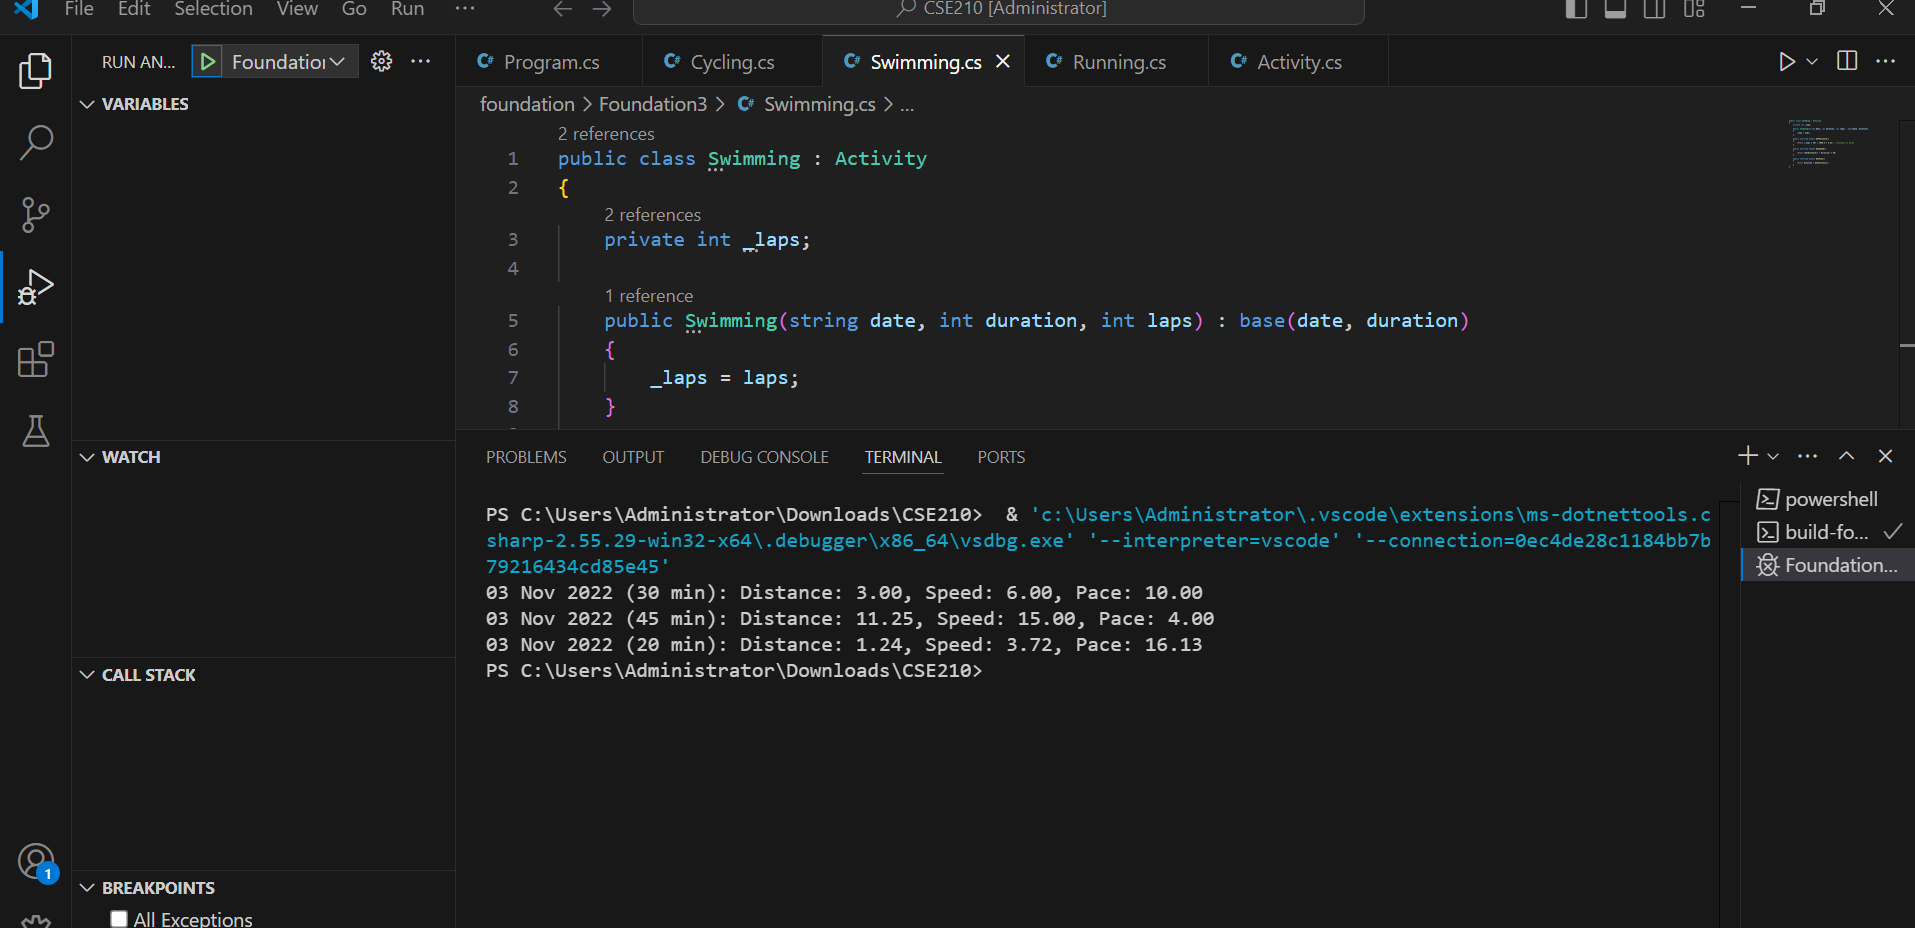 File Edit Selection View Go Run ... CSE210 [Administrator]
RUN AN... Foundation
Program.cs Cycling.cs Swimming.cs Running.cs Activity.cs
VARIABLES
foundation > Foundation3 > Swimming.cs > ...
2 references
1 public class Swimming : Activity
2 {
2 references
3 private int _laps;
4
1 reference
5 public Swimming(string date, int duration, int laps) : base(date, duration)
6 {
7 _laps = laps;
8 }
WATCH
CALL STACK
BREAKPOINTS
All Exceptions
1
PROBLEMS OUTPUT DEBUG CONSOLE TERMINAL PORTS
PS C:\Users\Administrator\Downloads\CSE210>  & 'c:\Users\Administrator\.vscode\extensions\ms-dotnettools.c
sharp-2.55.29-win32-x64\.debugger\x86_64\vsdbg.exe' '--interpreter=vscode' '--connection=0ec4de28c1184bb7b
79216434cd85e45'
03 Nov 2022 (30 min): Distance: 3.00, Speed: 6.00, Pace: 10.00
03 Nov 2022 (45 min): Distance: 11.25, Speed: 15.00, Pace: 4.00
03 Nov 2022 (20 min): Distance: 1.24, Speed: 3.72, Pace: 16.13
PS C:\Users\Administrator\Downloads\CSE210>
powershell
build-fo...
Foundation...